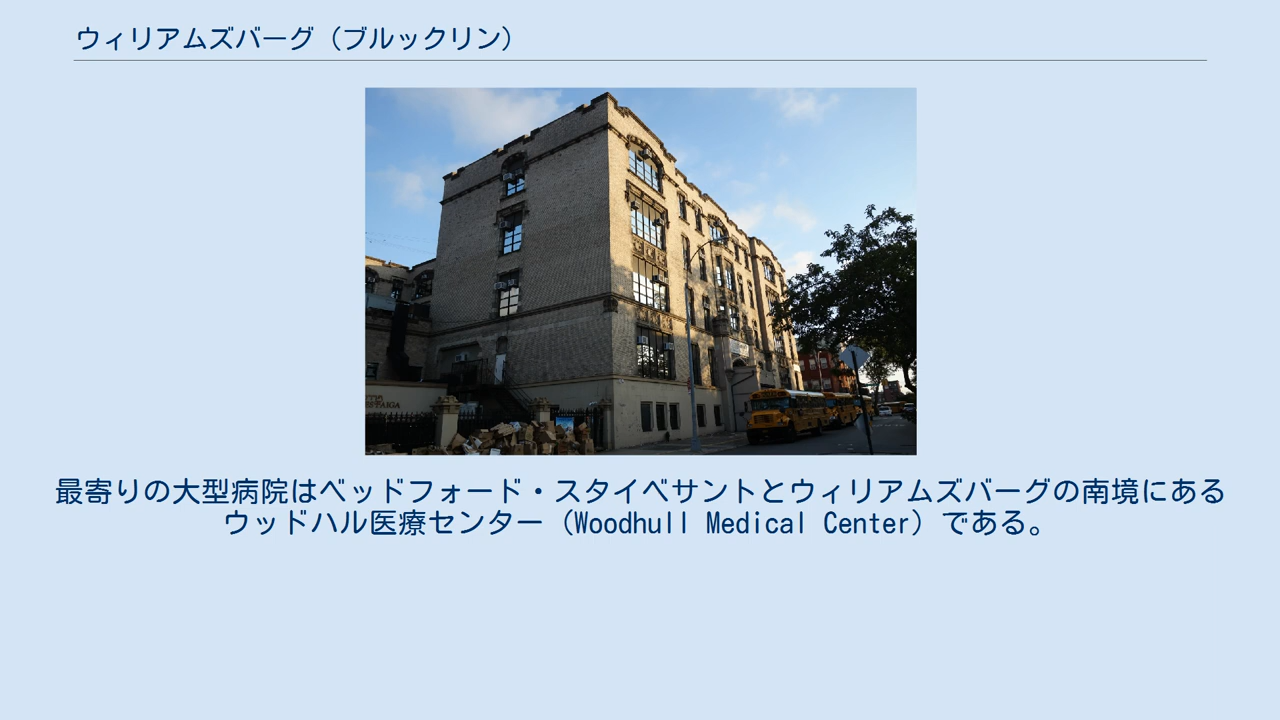 ウィリアムズバーグ（ブルックリン）
最寄りの大型病院はベッドフォード・スタイベサントとウィリアムズバーグの南境にある
ウッドハル医療センター（Woodhull Medical Center）である。